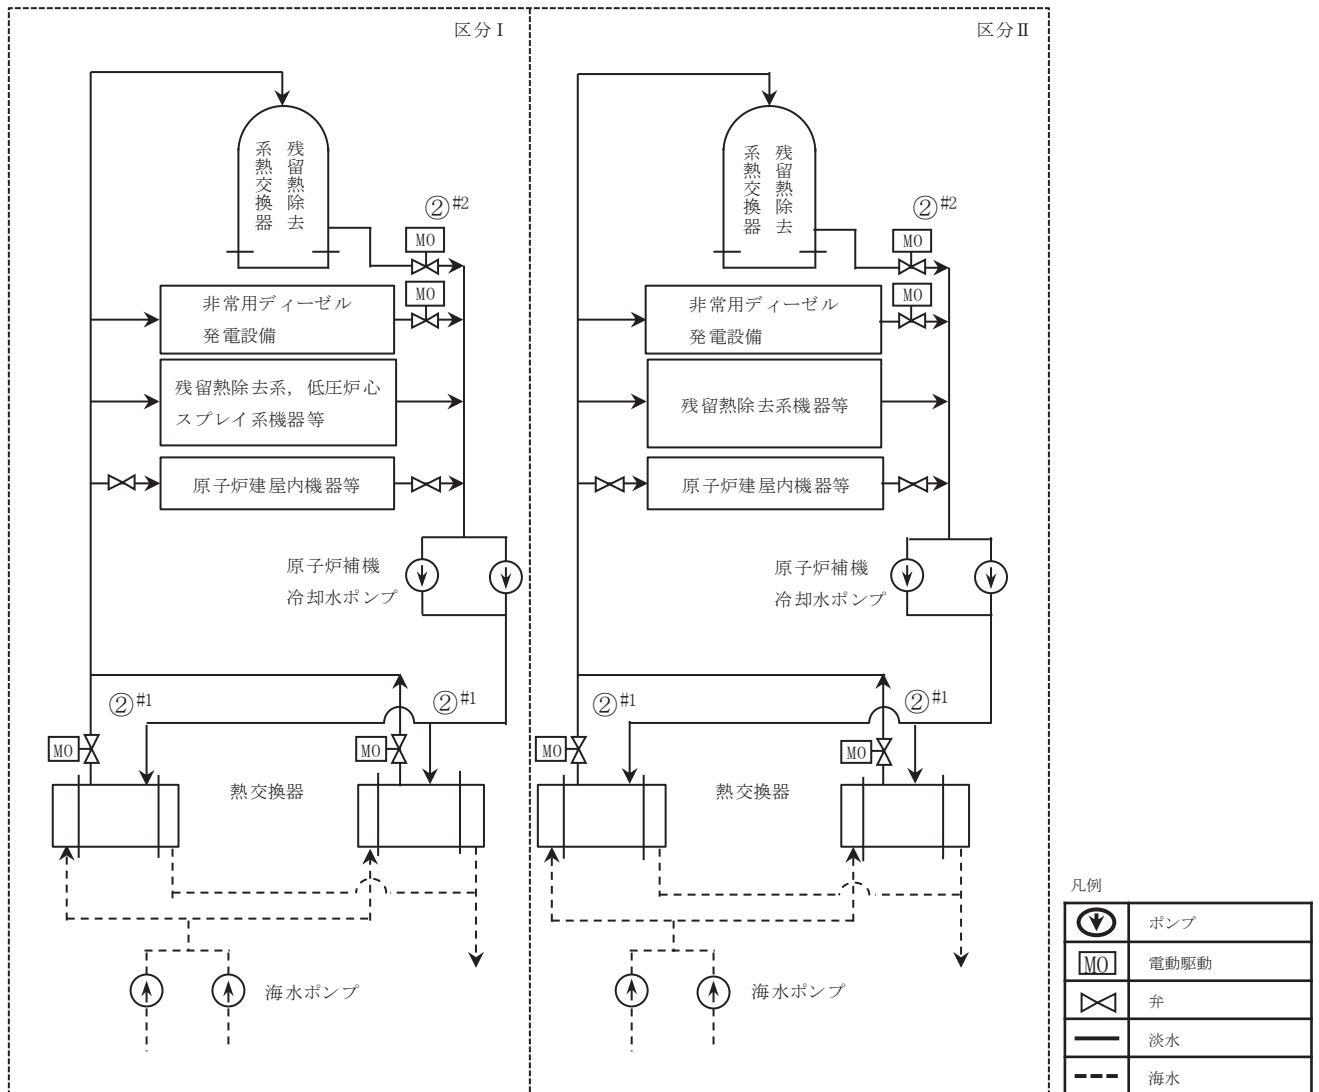 区分Ⅰ
残留熱除去
系熱交換器
②#2
MO
MO
非常用ディーゼル
発電設備
残留熱除去系，低圧炉心
スプレイ系機器等
原子炉建屋内機器等
原子炉補機
冷却水ポンプ
②#1
②#1
MO
MO
熱交換器
海水ポンプ
区分Ⅱ
残留熱除去
系熱交換器
②#2
MO
MO
非常用ディーゼル
発電設備
残留熱除去系機器等
原子炉建屋内機器等
原子炉補機
冷却水ポンプ
②#1
②#1
MO
MO
熱交換器
海水ポンプ
凡例
ポンプ
MO
電動駆動
弁
淡水
海水